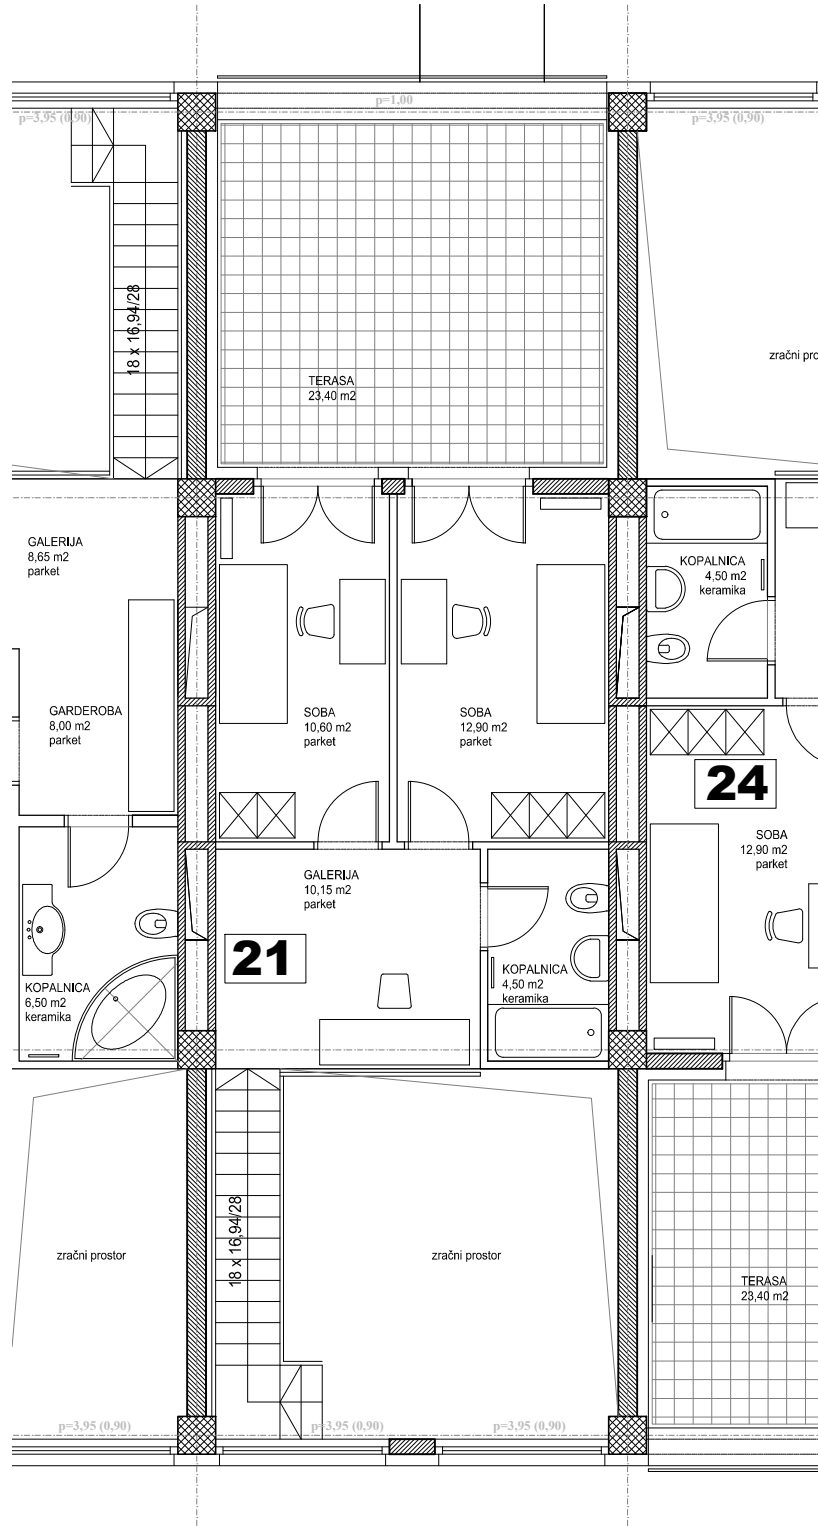 p=1,00
p=3,95 (0,90)
p=3,95 (0,90)
18 x 16,94/28
zračni pro
TERASA
23,40 m2
GALERIJA
8,65 m2
parket
KOPALNICA
4,50 m2
keramika
GARDEROBA
8,00 m2
parket
SOBA
10,60 m2
parket
SOBA
12,90 m2
parket
24
SOBA
12,90 m2
parket
GALERIJA
10,15 m2
parket
21
KOPALNICA
4,50 m2
keramika
KOPALNICA
6,50 m2
keramika
18 x 16,94/28
zračni prostor
zračni prostor
TERASA
23,40 m2
p=3,95 (0,90)
p=3,95 (0,90)
p=3,95 (0,90)